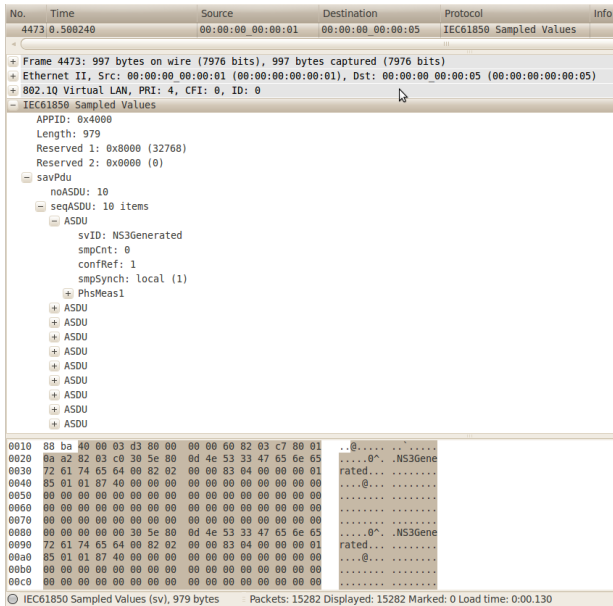 No. Time Source Destination Protocol Info
4473 0.500240 00:00:00_00:00:01 00:00:00_00:00:05 IEC61850 Sampled Values
Frame 4473: 997 bytes on wire (7976 bits), 997 bytes captured (7976 bits)
Ethernet II, Src: 00:00:00_00:00:01 (00:00:00:00:00:01), Dst: 00:00:00_00:00:05 (00:00:00:00:00:05)
802.1Q Virtual LAN, PRI: 4, CFI: 0, ID: 0
IEC61850 Sampled Values
APPID: 0x4000
Length: 979
Reserved 1: 0x8000 (32768)
Reserved 2: 0x0000 (0)
savPdu
noASDU: 10
seqASDU: 10 items
ASDU
svID: NS3Generated
smpCnt: 0
confRef: 1
smpSynch: local (1)
PhsMeas1
ASDU
ASDU
ASDU
ASDU
ASDU
ASDU
ASDU
ASDU
ASDU
0010 88 ba 40 00 03 d3 80 00 00 00 60 82 03 c7 80 01 ..@..... ..`.....
0020 0a a2 82 03 c0 30 5e 80 0d 4e 53 33 47 65 6e 65 .....0^. .NS3Gene
0030 72 61 74 65 64 00 82 02 00 00 83 04 00 00 00 01 rated... ........
0040 85 01 01 87 40 00 00 00 00 00 00 00 00 00 00 00 ....@... ........
0050 00 00 00 00 00 00 00 00 00 00 00 00 00 00 00 00 ........ ........
0060 00 00 00 00 00 00 00 00 00 00 00 00 00 00 00 00 ........ ........
0070 00 00 00 00 00 00 00 00 00 00 00 00 00 00 00 00 ........ ........
0080 00 00 00 00 00 30 5e 80 0d 4e 53 33 47 65 6e 65 .....0^. .NS3Gene
0090 72 61 74 65 64 00 82 02 00 00 83 04 00 00 00 01 rated... ........
00a0 85 01 01 87 40 00 00 00 00 00 00 00 00 00 00 00 ....@... ........
00b0 00 00 00 00 00 00 00 00 00 00 00 00 00 00 00 00 ........ ........
00c0 00 00 00 00 00 00 00 00 00 00 00 00 00 00 00 00 ........ ........
IEC61850 Sampled Values (sv), 979 bytes Packets: 15282 Displayed: 15282 Marked: 0 Load time: 0:00.130